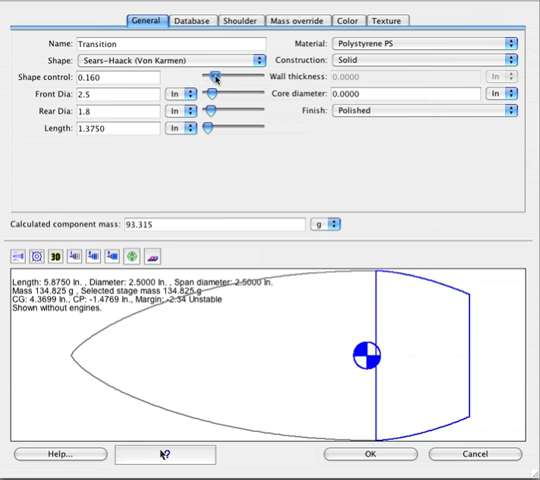 General Database Shoulder Mass override Color Texture
Name: Transition Material: Polystyrene PS
Shape: Sears-Haack (Von Karmen) Construction: Solid
Shape control: 0.160 Wall thickness: 0.0000 In
Front Dia: 2.5 In Core diameter: 0.0000 In
Rear Dia: 1.8 In Finish: Polished
Length: 1.3750 In
Calculated component mass: 93.315 g
3D
Length: 5.8750 In. , Diameter: 2.5000 In. , Span diameter: 2.5000 In.
Mass 134.825 g , Selected stage mass 134.825 g
CG: 4.3699 In., CP: -1.4769 In., Margin: -2.34 Unstable
Shown without engines.
Help... ? OK Cancel